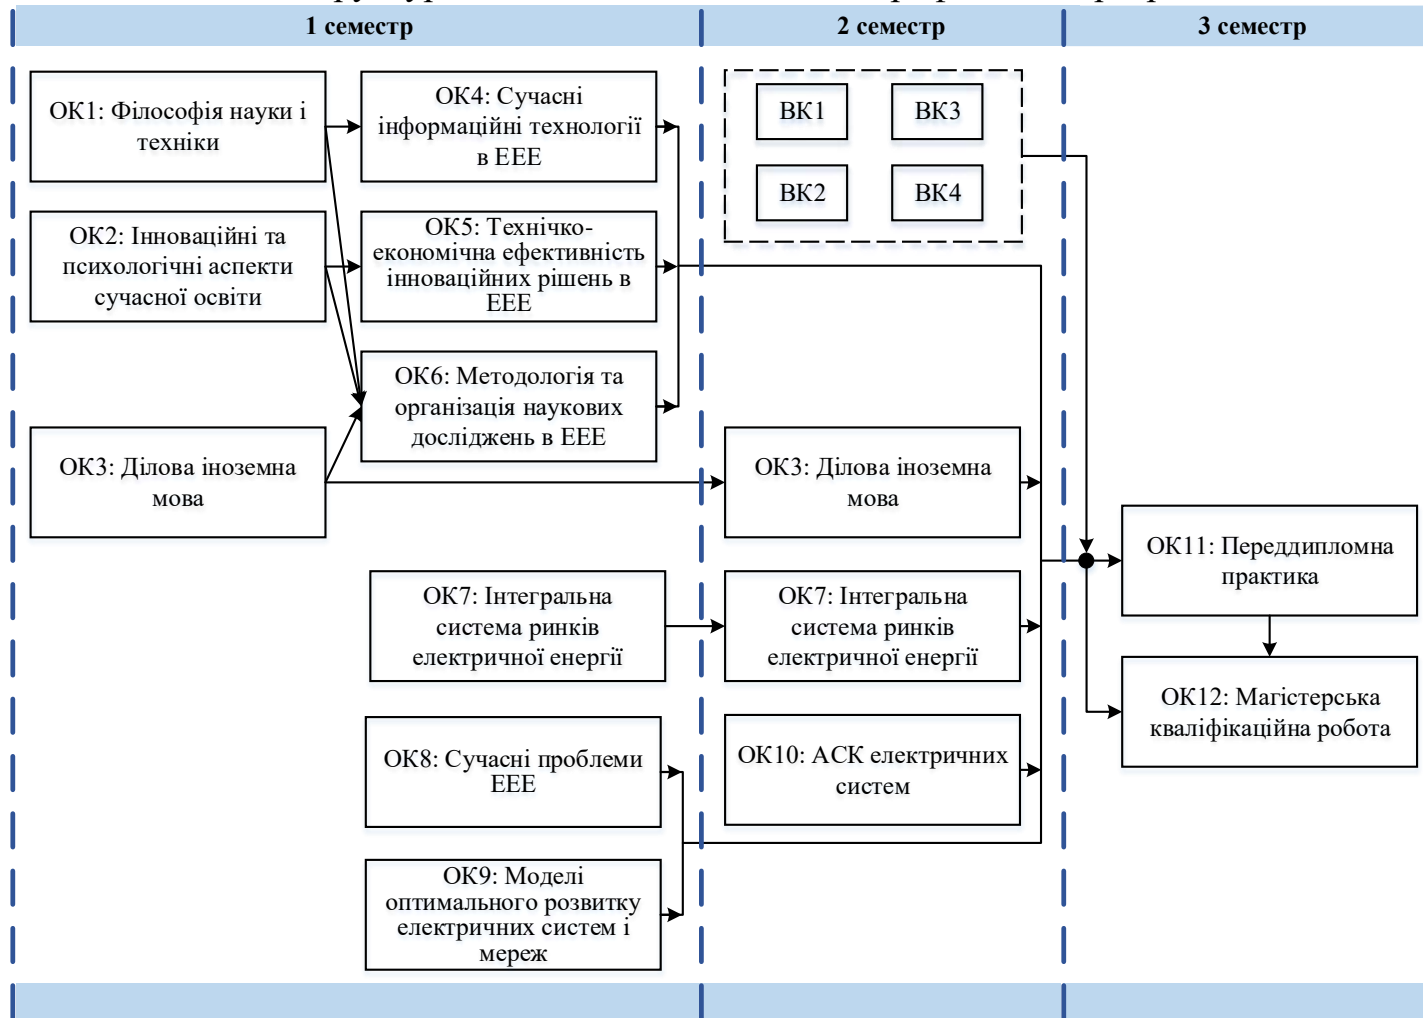 1 семестр
2 семестр
3 семестр
ОК1: Філософія науки і
техніки
ОК4: Сучасні
інформаційні технології
в ЕЕЕ
ВК1
ВК3
ВК2
ВК4
ОК2: Інноваційні та
психологічні аспекти
сучасної освіти
ОК5: Технічко-
економічна ефективність
інноваційних рішень в
ЕЕЕ
ОК6: Методологія та
організація наукових
досліджень в ЕЕЕ
ОК3: Ділова іноземна
мова
ОК3: Ділова іноземна
мова
ОК11: Переддипломна
практика
ОК7: Інтегральна
система ринків
електричної енергії
ОК7: Інтегральна
система ринків
електричної енергії
ОК12: Магістерська
кваліфікаційна робота
ОК8: Сучасні проблеми
ЕЕЕ
ОК10: АСК електричних
систем
ОК9: Моделі
оптимального розвитку
електричних систем і
мереж